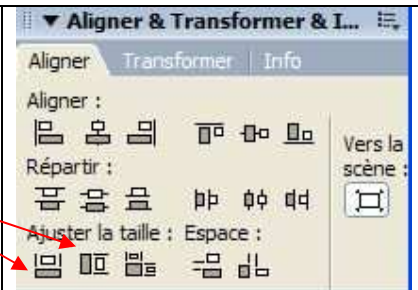 Aligner & Transformer & I...
Aligner Transformer Info
Aligner :
Vers la
scène :
Répartir :
Ajuster la taille : Espace :